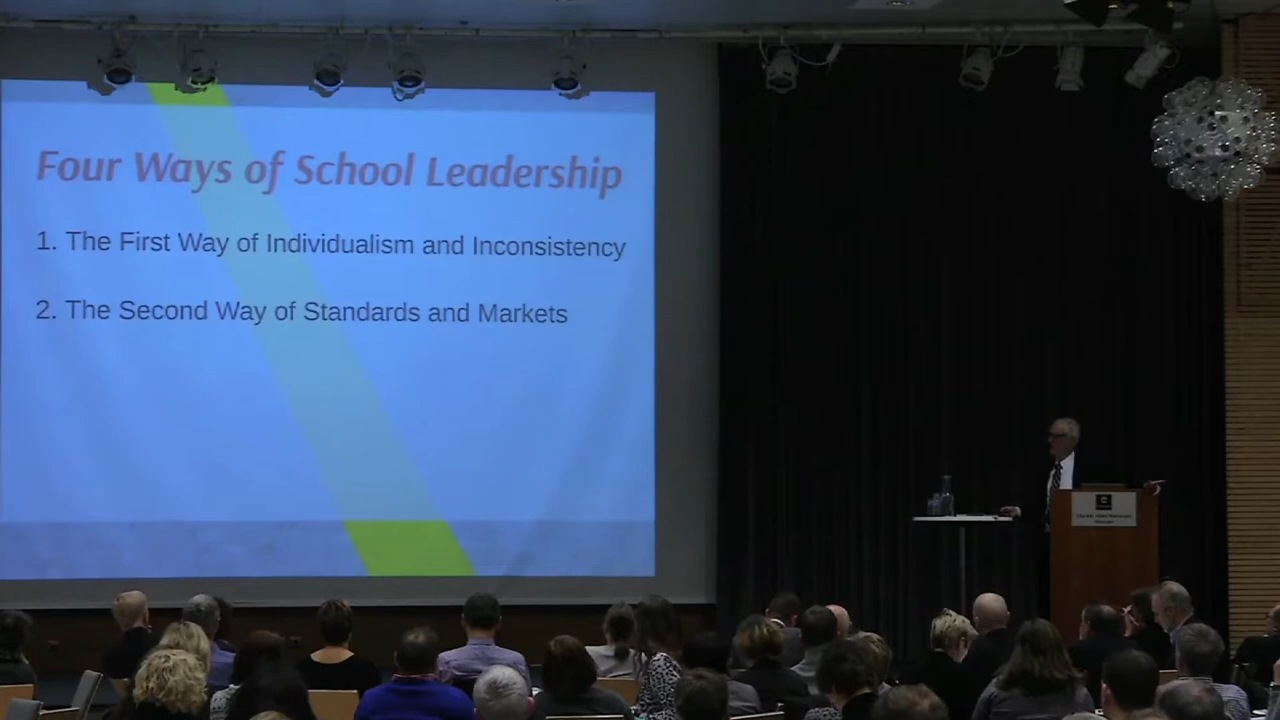 Four Ways of School Leadership
1. The First Way of Individualism and Inconsistency
2. The Second Way of Standards and Markets